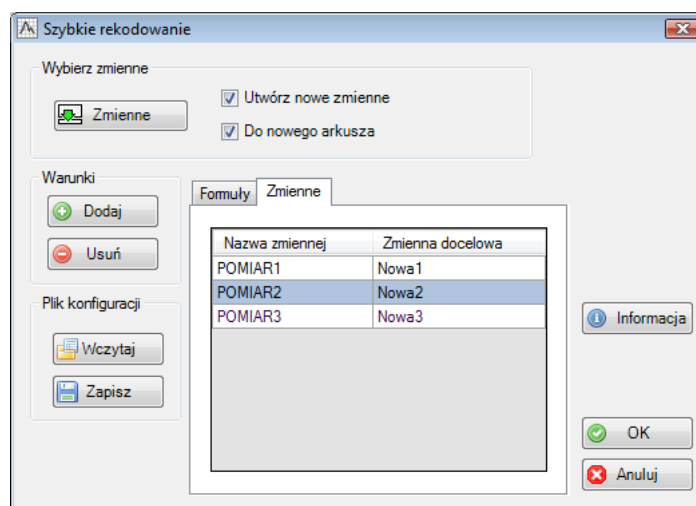 Szybkie rekodowanie
Wybierz zmienne
Zmienne
Utwórz nowe zmienne
Do nowego arkusza
Warunki
Dodaj
Usuń
Plik konfiguracji
Wczytaj
Zapisz
Formuły Zmienne
Nazwa zmiennej Zmienna docelowa
POMIAR1 Nowa1
POMIAR2 Nowa2
POMIAR3 Nowa3
Informacja
OK
Anuluj